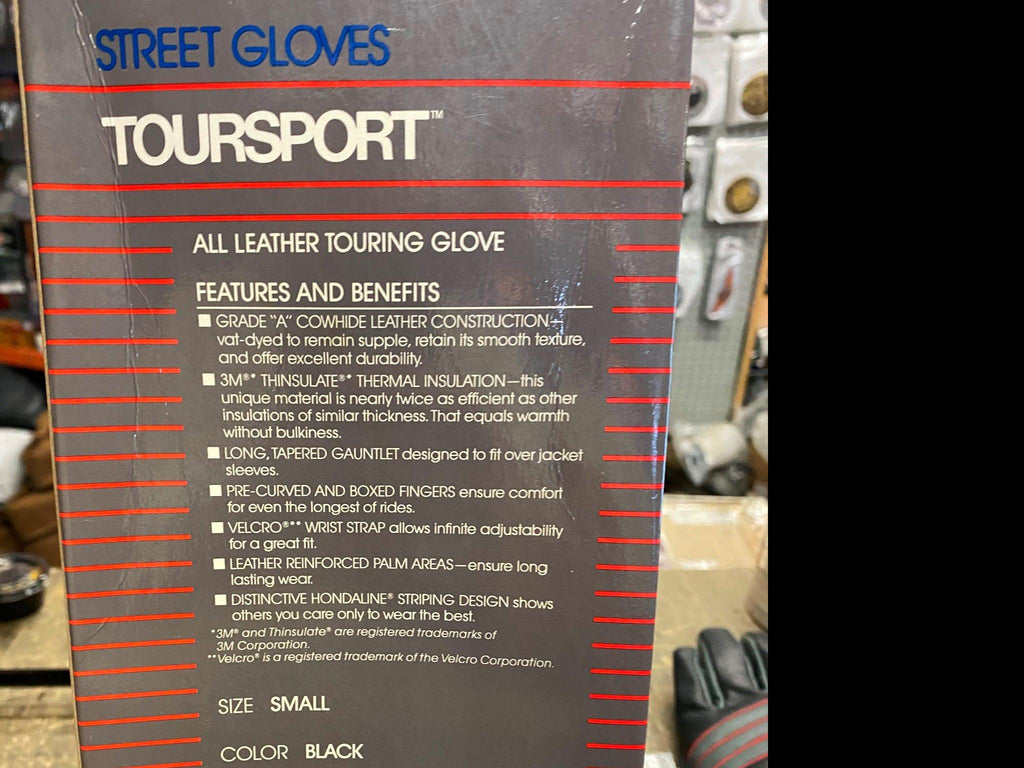 STREET GLOVES
TOURSPORT™
ALL LEATHER TOURING GLOVE
FEATURES AND BENEFITS
■ GRADE "A" COWHIDE LEATHER CONSTRUCTION—
vat-dyed to remain supple, retain its smooth texture,
and offer excellent durability.
■ 3M®* THINSULATE®* THERMAL INSULATION—this
unique material is nearly twice as efficient as other
insulations of similar thickness. That equals warmth
without bulkiness.
■ LONG, TAPERED GAUNTLET designed to fit over jacket
sleeves.
■ PRE-CURVED AND BOXED FINGERS ensure comfort
for even the longest of rides.
■ VELCRO®** WRIST STRAP allows infinite adjustability
for a great fit.
■ LEATHER REINFORCED PALM AREAS—ensure long
lasting wear.
■ DISTINCTIVE HONDALINE® STRIPING DESIGN shows
others you care only to wear the best.
*3M® and Thinsulate® are registered trademarks of
3M Corporation.
**Velcro® is a registered trademark of the Velcro Corporation.
SIZE SMALL
COLOR BLACK